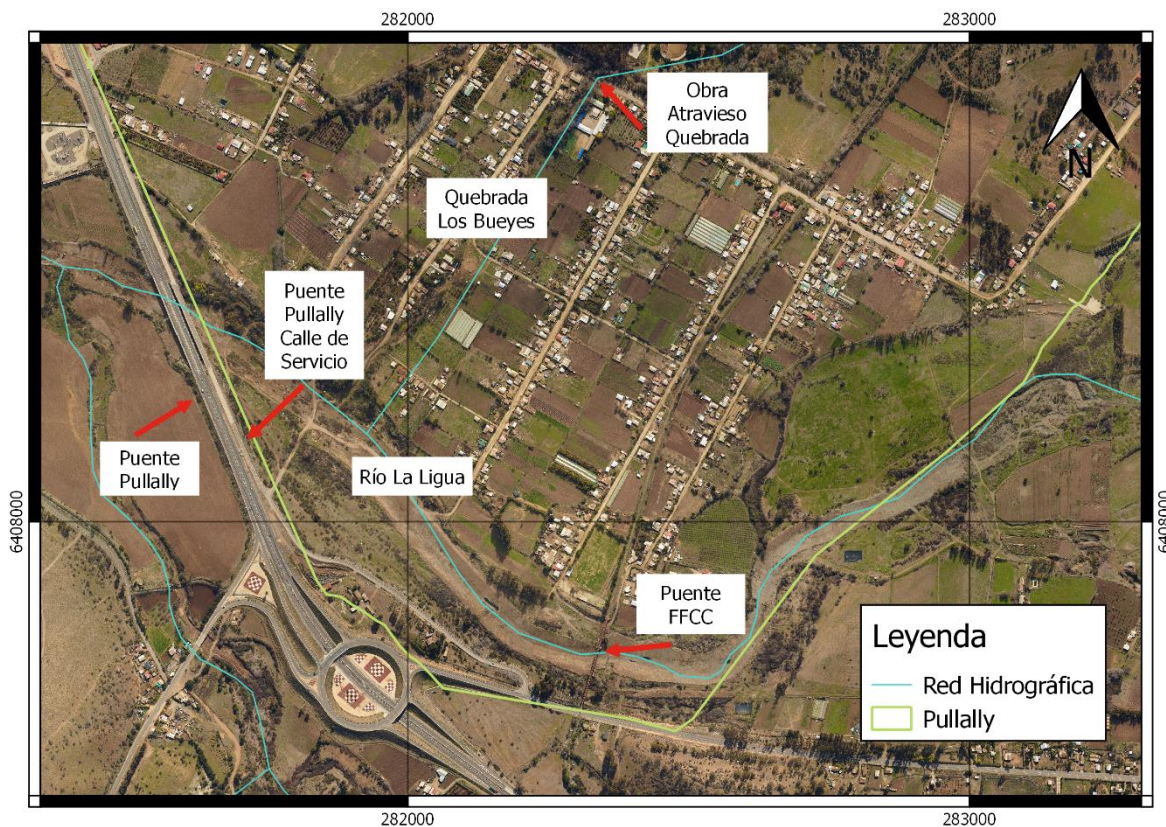 282000
283000
Obra
Atravieso
Quebrada
N
Quebrada
Los Bueyes
Puente
Pullally
Calle de
Servicio
Puente
Pullally
Río La Ligua
6408000
6408000
Puente
FFCC
Leyenda
Red Hidrográfica
Pullally
282000
283000